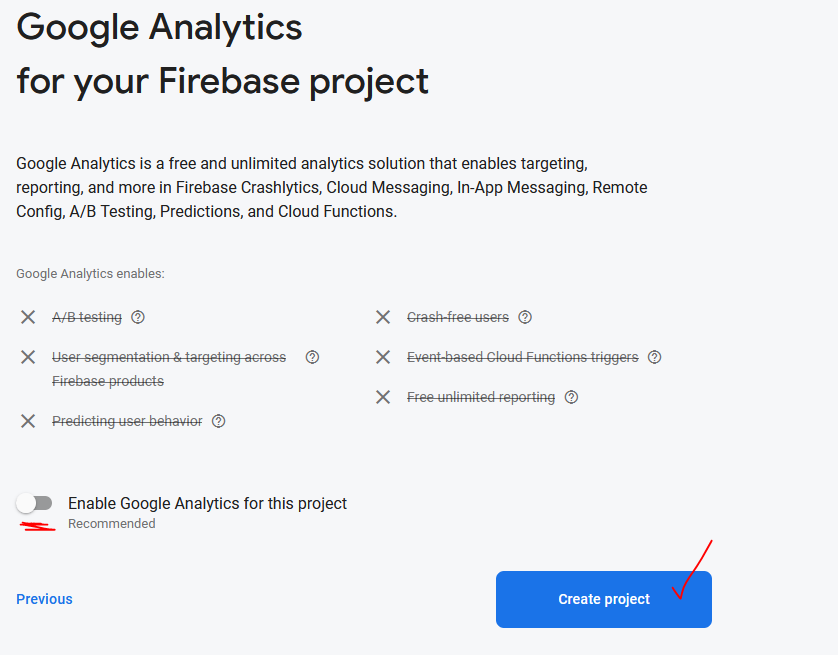 Google Analytics
for your Firebase project
Google Analytics is a free and unlimited analytics solution that enables targeting,
reporting, and more in Firebase Crashlytics, Cloud Messaging, In-App Messaging, Remote
Config, A/B Testing, Predictions, and Cloud Functions.
Google Analytics enables:
A/B testing
User segmentation & targeting across
Firebase products
Predicting user behavior
Crash-free users
Event-based Cloud Functions triggers
Free unlimited reporting
Enable Google Analytics for this project
Recommended
Previous
Create project